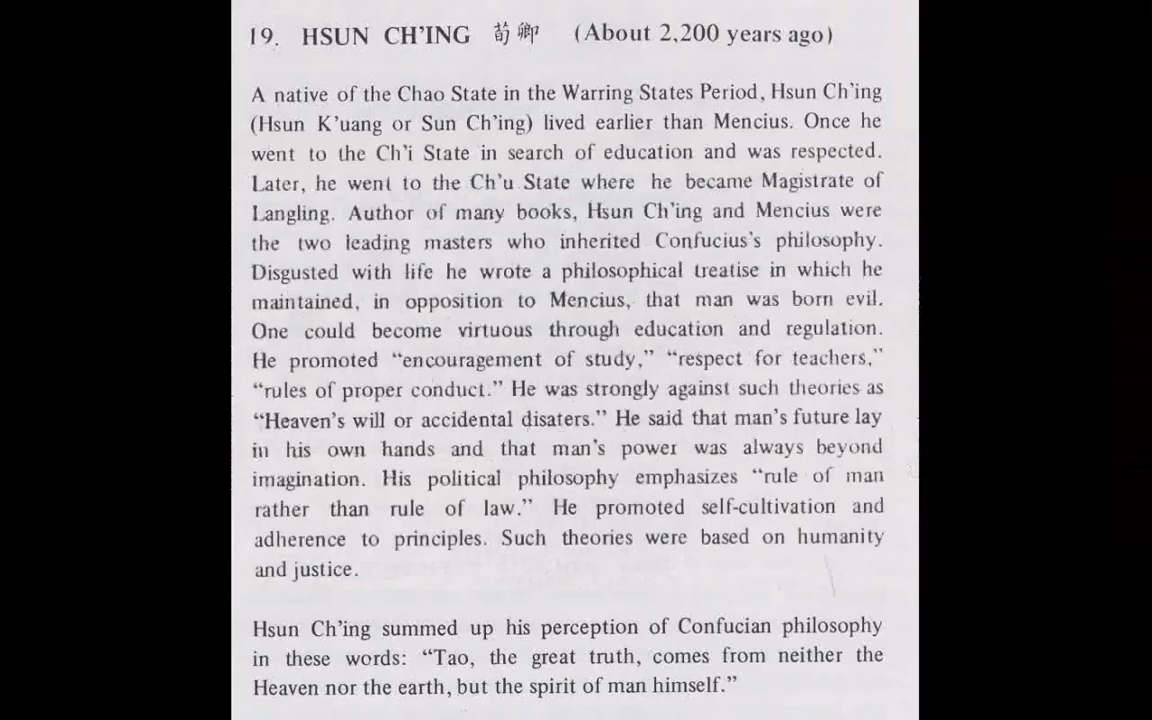 19. HSUN CH'ING 荀卿 (About 2,200 years ago)
A native of the Chao State in the Warring States Period, Hsun Ch'ing
(Hsun K'uang or Sun Ch'ing) lived earlier than Mencius. Once he
went to the Ch'i State in search of education and was respected.
Later, he went to the Ch'u State where he became Magistrate of
Langling. Author of many books, Hsun Ch'ing and Mencius were
the two leading masters who inherited Confucius's philosophy.
Disgusted with life he wrote a philosophical treatise in which he
maintained, in opposition to Mencius, that man was born evil.
One could become virtuous through education and regulation.
He promoted “encouragement of study,” “respect for teachers,”
“rules of proper conduct.” He was strongly against such theories as
“Heaven's will or accidental disaters.” He said that man's future lay
in his own hands and that man's power was always beyond
imagination. His political philosophy emphasizes “rule of man
rather than rule of law.” He promoted self-cultivation and
adherence to principles. Such theories were based on humanity
and justice.
Hsun Ch'ing summed up his perception of Confucian philosophy
in these words: “Tao, the great truth, comes from neither the
Heaven nor the earth, but the spirit of man himself.”